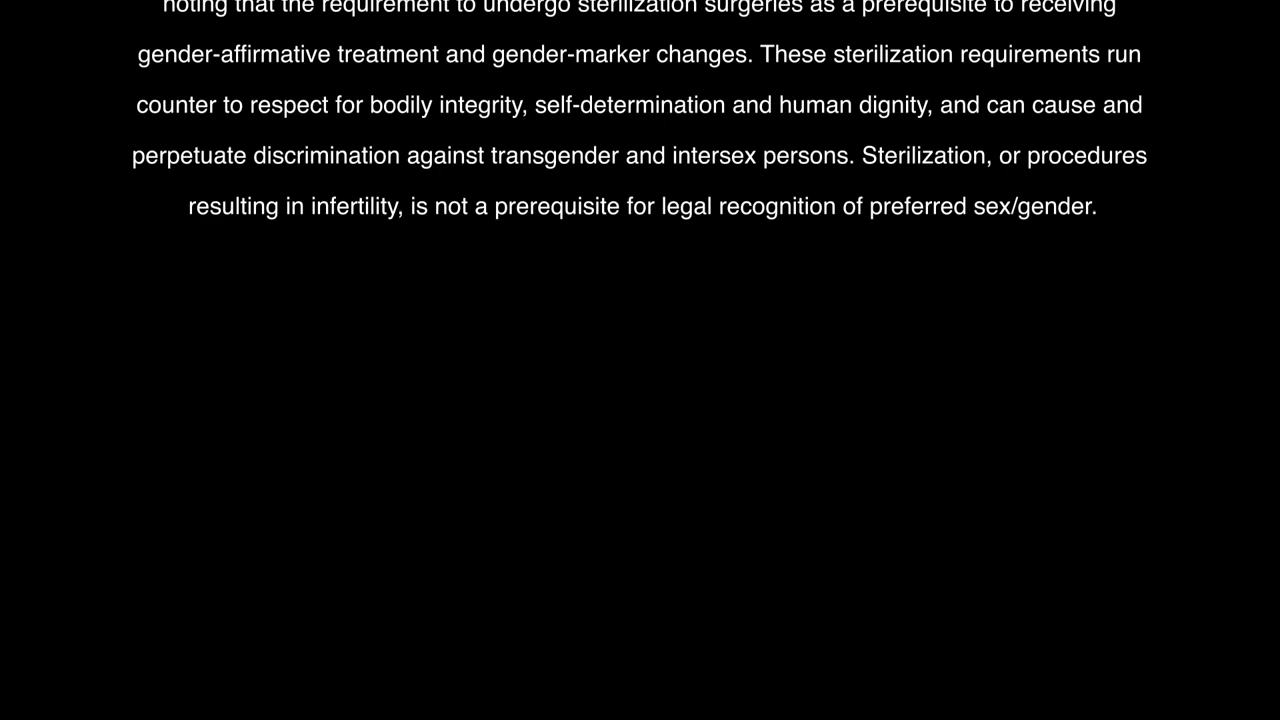 noting that the requirement to undergo sterilization surgeries as a prerequisite to receiving
gender-affirmative treatment and gender-marker changes. These sterilization requirements run
counter to respect for bodily integrity, self-determination and human dignity, and can cause and
perpetuate discrimination against transgender and intersex persons. Sterilization, or procedures
resulting in infertility, is not a prerequisite for legal recognition of preferred sex/gender.